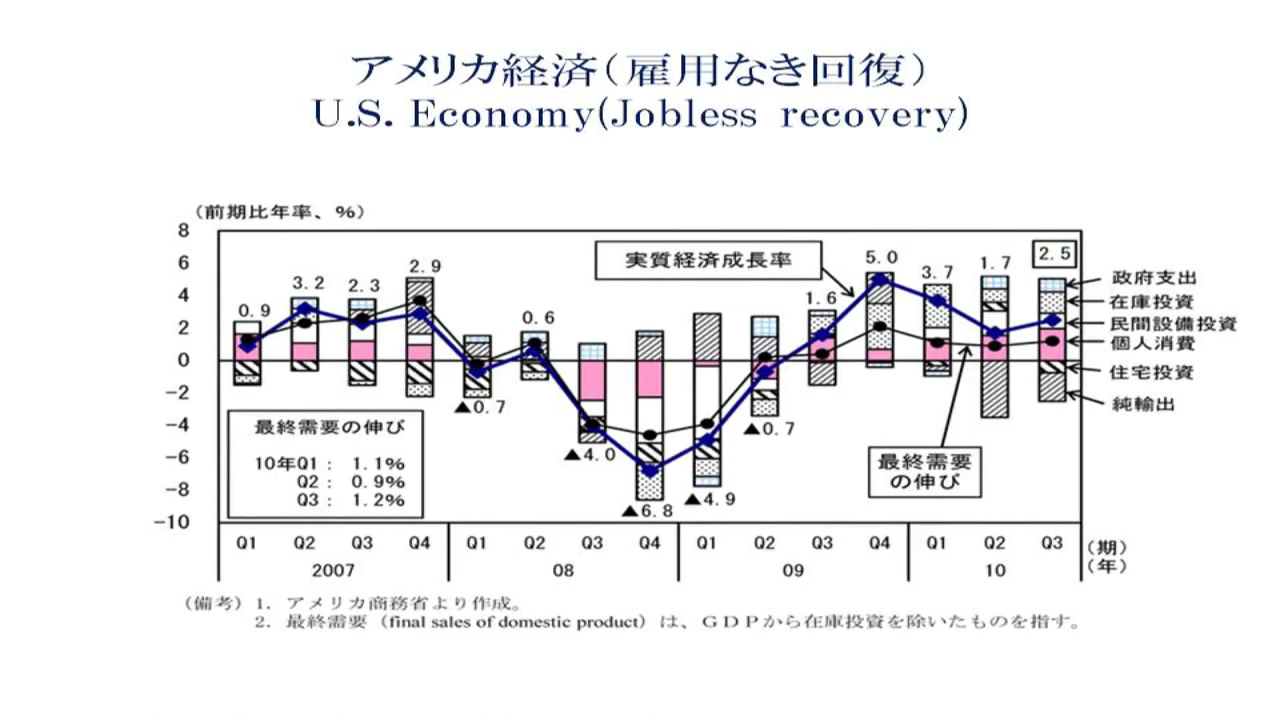 アメリカ経済（雇用なき回復）
U.S. Economy(Jobless recovery)
（前期比年率、％）
8
6
4
2
0
−2
−4
−6
−8
−10
0.9
3.2
2.3
2.9
▲0.7
0.6
▲4.0
▲6.8
▲4.9
▲0.7
1.6
5.0
3.7
1.7
2.5
実質経済成長率
最終需要
の伸び
政府支出
在庫投資
民間設備投資
個人消費
住宅投資
純輸出
最終需要の伸び
10年Q1： 1.1%
Q2： 0.9%
Q3： 1.2%
Q1 Q2 Q3 Q4 Q1 Q2 Q3 Q4 Q1 Q2 Q3 Q4 Q1 Q2 Q3 （期）
2007 08 09 10 （年）
（備考）1. アメリカ商務省より作成。
2. 最終需要（final sales of domestic product）は、ＧＤＰから在庫投資を除いたものを指す。